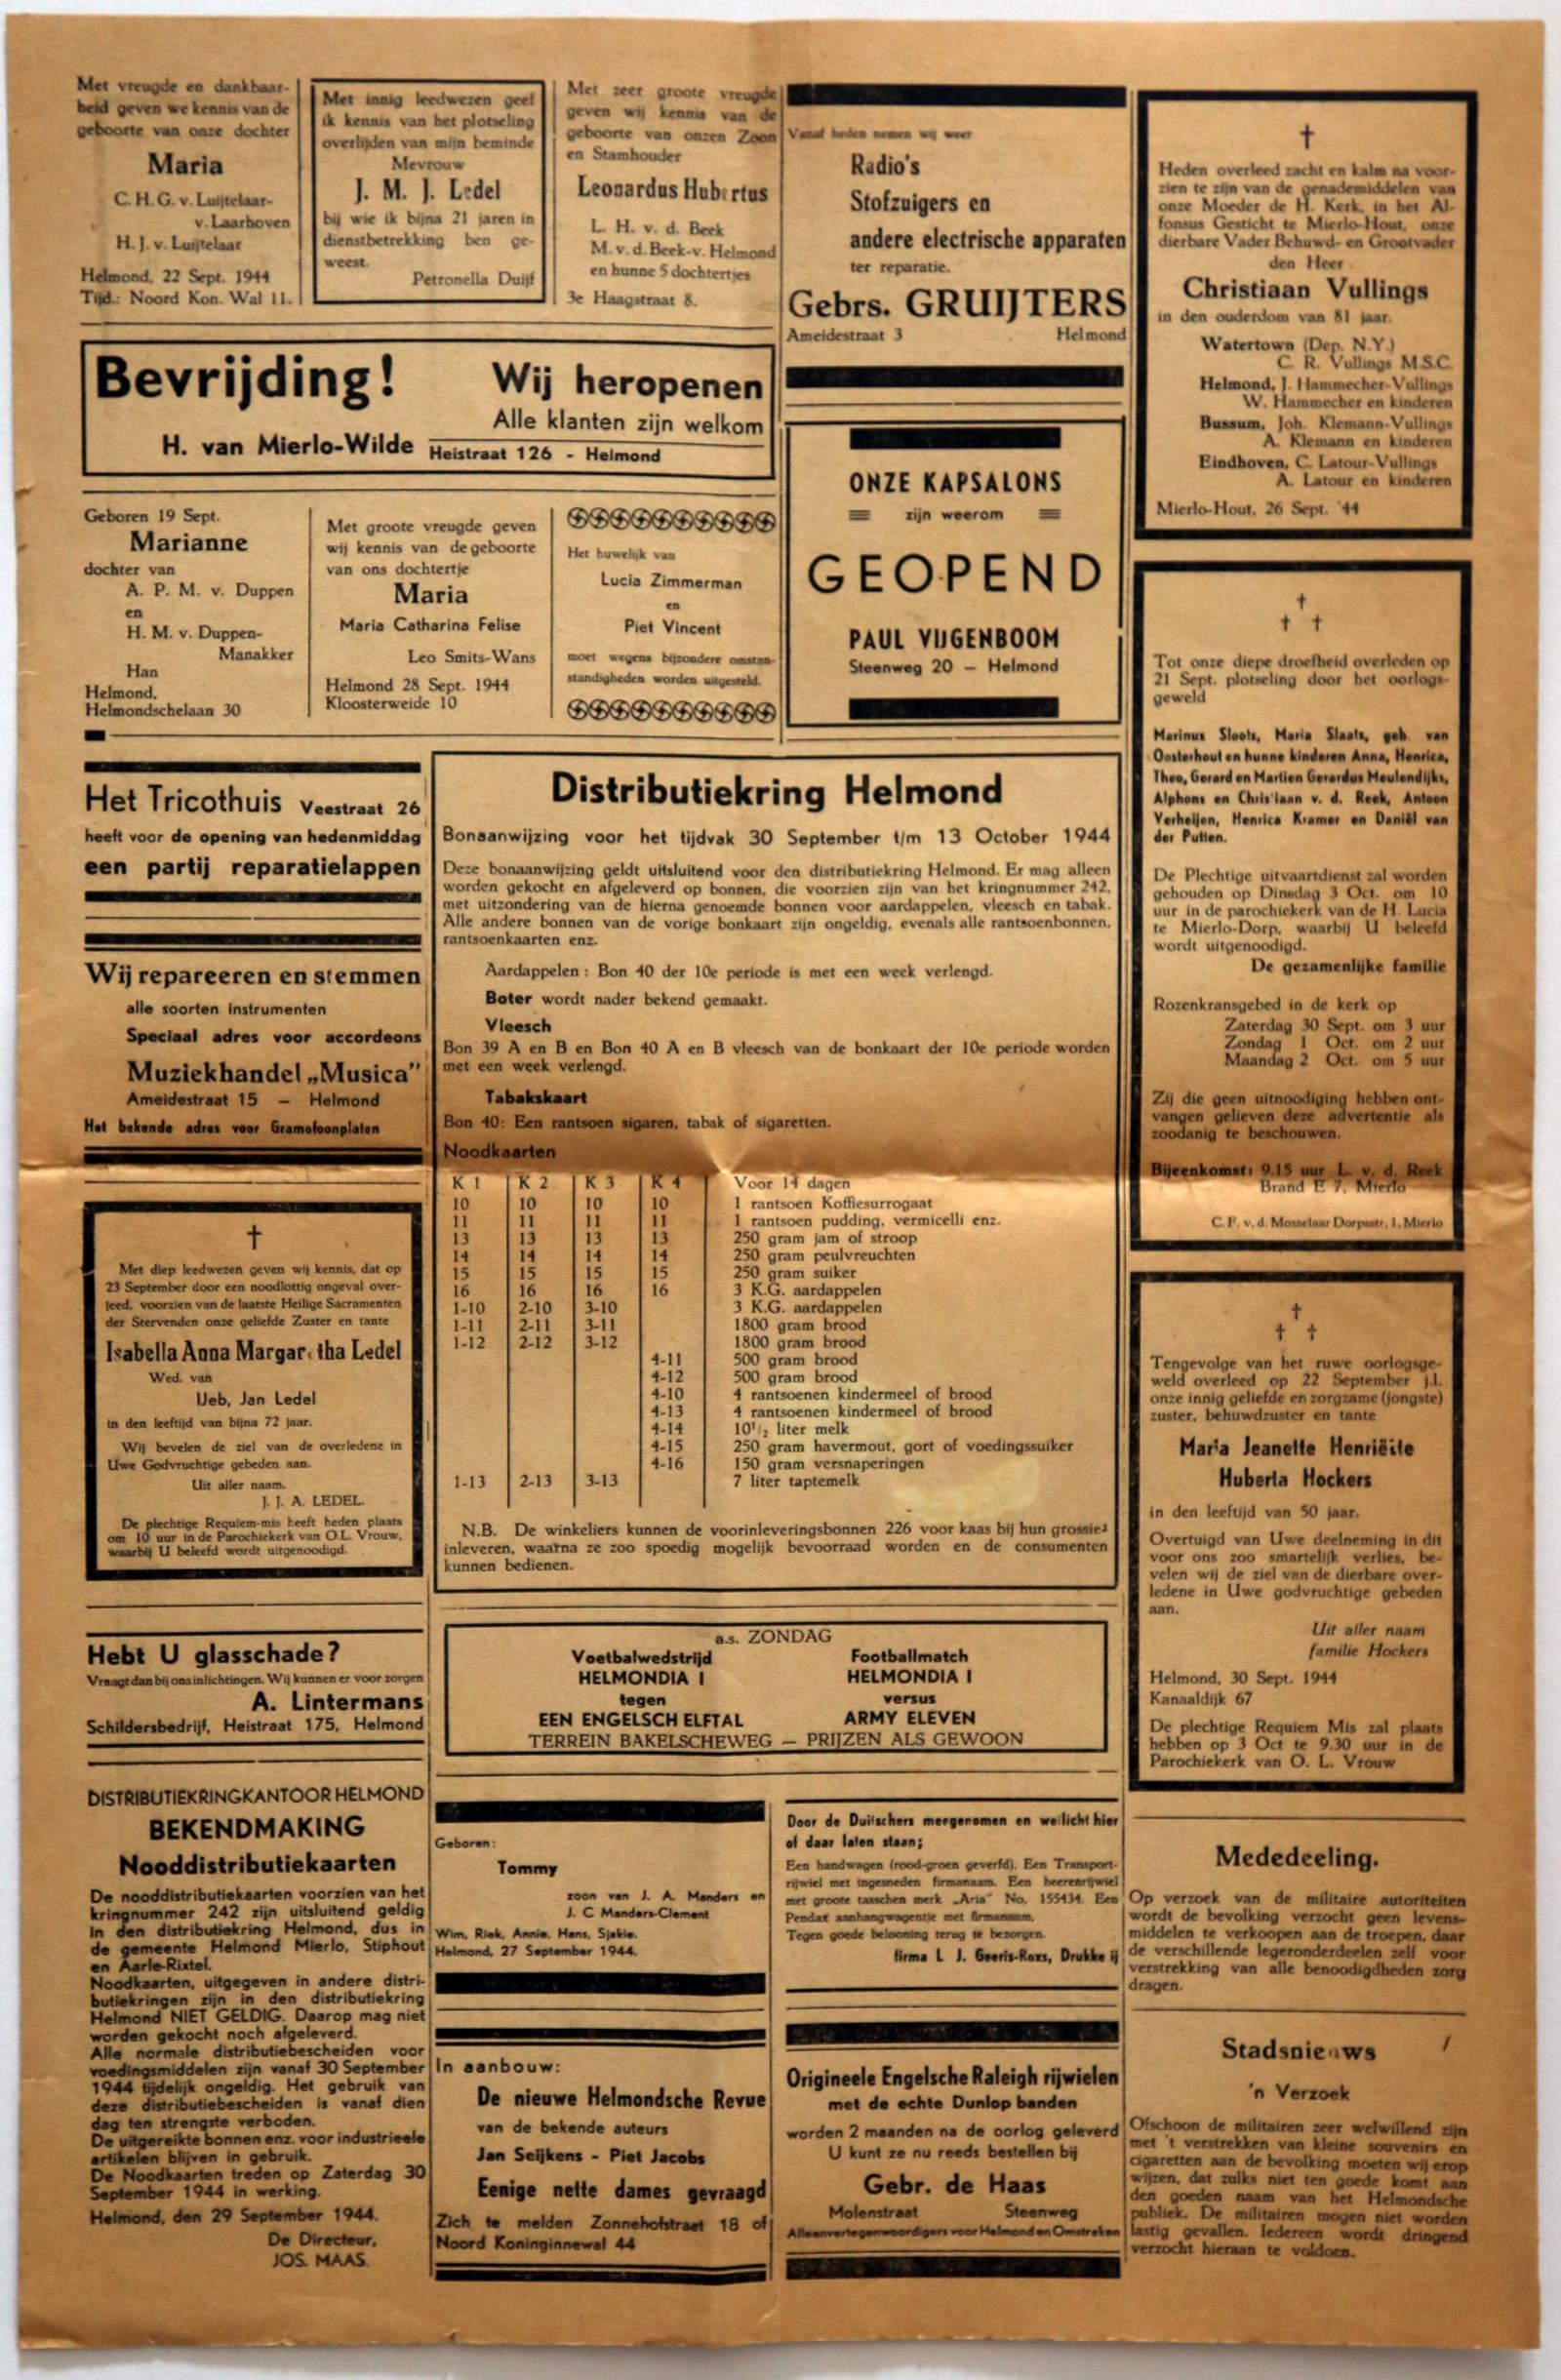 Met vreugde en dankbaar-
heid geven we kennis van de
geboorte van onze dochter
Maria
C. H. G. v. Luijtelaar-
v. Laarhoven
H. J. v. Luijtelaar
Helmond, 22 Sept. 1944
Tijd.: Noord Kon. Wal 11.
Met innig leedwezen geef
ik kennis van het plotseling
overlijden van mijn beminde
Mevrouw
J. M. J. Ledel
bij wie ik bijna 21 jaren in
dienstbetrekking ben ge-
weest.
Petronella Duijf
Met zeer groote vreugde
geven wij kennis van de
geboorte van onzen Zoon
en Stamhouder
Leonardus Hubertus
L. H. v. d. Beek
M. v. d. Beek-v. Helmond
en hunne 5 dochtertjes
3e Haagstraat 8.
Vanaf heden nemen wij weer
Radio's
Stofzuigers en
andere electrische apparaten
ter reparatie.
Gebrs. GRUIJTERS
Ameidestraat 3 Helmond
Bevrijding!
Wij heropenen
Alle klanten zijn welkom
H. van Mierlo-Wilde Heistraat 126 - Helmond
Geboren 19 Sept.
Marianne
dochter van
A. P. M. v. Duppen
en
H. M. v. Duppen-
Manakker
Han
Helmond,
Helmondschelaan 30
Met groote vreugde geven
wij kennis van de geboorte
van ons dochtertje
Maria
Maria Catharina Felise
Leo Smits-Wans
Helmond 28 Sept. 1944
Kloosterweide 10
Het huwelijk van
Lucia Zimmerman
en
Piet Vincent
moet wegens bijzondere omstan-
standigheden worden uitgesteld.
ONZE KAPSALONS
zijn weerom
GEOPEND
PAUL VIJGENBOOM
Steenweg 20 — Helmond
Het Tricothuis Veestraat 26
heeft voor de opening van hedenmiddag
een partij reparatielappen
Wij repareeren en stemmen
alle soorten instrumenten
Speciaal adres voor accordeons
Muziekhandel „Musica”
Ameidestraat 15 — Helmond
Het bekende adres voor Gramofoonplaten
†
Met diep leedwezen geven wij kennis, dat op
23 September door een noodlottig ongeval over-
leed, voorzien van de laatste Heilige Sacramenten
der Stervenden onze geliefde Zuster en tante
Isabella Anna Margar.tha Ledel
Wed. van
IJeb. Jan Ledel
in den leeftijd van bijna 72 jaar.
Wij bevelen de ziel van de overledene in
Uwe Godvruchtige gebeden aan.
Uit aller naam.
J. J. A. LEDEL.
De plechtige Requiem-mis heeft heden plaats
om 10 uur in de Parochiekerk van O.L. Vrouw,
waarbij U beleefd wordt uitgenoodigd.
Hebt U glasschade?
Vraagt dan bij ons inlichtingen. Wij kunnen er voor zorgen
A. Lintermans
Schildersbedrijf, Heistraat 175, Helmond
DISTRIBUTIEKRINGKANTOOR HELMOND
BEKENDMAKING
Nooddistributiekaarten
De nooddistributiekaarten voorzien van het
kringnummer 242 zijn uitsluitend geldig
in den distributiekring Helmond, dus in
de gemeente Helmond Mierlo, Stiphout
en Aarle-Rixtel.
Noodkaarten, uitgegeven in andere distri-
butiekringen zijn in den distributiekring
Helmond NIET GELDIG. Daarop mag niet
worden gekocht noch afgeleverd.
Alle normale distributiebescheiden voor
voedingsmiddelen zijn vanaf 30 September
1944 tijdelijk ongeldig. Het gebruik van
deze distributiebescheiden is vanaf dien
dag ten strengste verboden.
De uitgereikte bonnen enz. voor industrieele
artikelen blijven in gebruik.
De Noodkaarten treden op Zaterdag 30
September 1944 in werking.
Helmond, den 29 September 1944.
De Directeur,
JOS. MAAS.
Distributiekring Helmond
Bonaanwijzing voor het tijdvak 30 September t/m 13 October 1944
Deze bonaanwijzing geldt uitsluitend voor den distributiekring Helmond. Er mag alleen
worden gekocht en afgeleverd op bonnen, die voorzien zijn van het kringnummer 242,
met uitzondering van de hierna genoemde bonnen voor aardappelen, vleesch en tabak.
Alle andere bonnen van de vorige bonkaart zijn ongeldig, evenals alle rantsoenbonnen,
rantsoenkaarten enz.
Aardappelen : Bon 40 der 10e periode is met een week verlengd.
Boter wordt nader bekend gemaakt.
Vleesch
Bon 39 A en B en Bon 40 A en B vleesch van de bonkaart der 10e periode worden
met een week verlengd.
Tabakskaart
Bon 40: Een rantsoen sigaren, tabak of sigaretten.
Noodkaarten
K 1 K 2 K 3 K 4 Voor 14 dagen
10 10 10 10 1 rantsoen Koffiesurrogaat
11 11 11 11 1 rantsoen pudding, vermicelli enz.
13 13 13 13 250 gram jam of stroop
14 14 14 14 250 gram peulvreuchten
15 15 15 15 250 gram suiker
16 16 16 16 3 K.G. aardappelen
1-10 2-10 3-10 3 K.G. aardappelen
1-11 2-11 3-11 1800 gram brood
1-12 2-12 3-12 1800 gram brood
4-11 500 gram brood
4-12 500 gram brood
4-10 4 rantsoenen kindermeel of brood
4-13 4 rantsoenen kindermeel of brood
4-14 10½ liter melk
4-15 250 gram havermout, gort of voedingssuiker
4-16 150 gram versnaperingen
1-13 2-13 3-13 7 liter taptemelk
N.B. De winkeliers kunnen de voorinleveringsbonnen 226 voor kaas bij hun grossier
inleveren, waarna ze zoo spoedig mogelijk bevoorraad worden en de consumenten
kunnen bedienen.
a.s. ZONDAG
Voetbalwedstrijd Footballmatch
HELMONDIA I HELMONDIA I
tegen versus
EEN ENGELSCH ELFTAL ARMY ELEVEN
TERREIN BAKELSCHEWEG — PRIJZEN ALS GEWOON
Geboren:
Tommy
zoon van J. A. Manders en
J. C Manders-Clement
Wim, Riek, Annie, Hans, Sjakie.
Helmond, 27 September 1944.
In aanbouw:
De nieuwe Helmondsche Revue
van de bekende auteurs
Jan Seijkens - Piet Jacobs
Eenige nette dames gevraagd
Zich te melden Zonnehofstraat 18 of
Noord Koninginnewal 44
Door de Duitschers meegenomen en wellicht hier
of daar laten staan;
Een handwagen (rood-groen geverfd). Een Transport-
rijwiel met ingesneden firmanaam. Een heerenrijwiel
met groote tasschen merk „Aria” No. 155434. Een
Pendax aanhangwagentje met firmanaam.
Tegen goede belooning terug te bezorgen.
firma L J. Geeris-Roxs, Drukke ij
Origineele Engelsche Raleigh rijwielen
met de echte Dunlop banden
worden 2 maanden na de oorlog geleverd
U kunt ze nu reeds bestellen bij
Gebr. de Haas
Molenstraat Steenweg
Alleenvertegenwoordigers voor Helmond en Omstreken
†
Heden overleed zacht en kalm na voor-
zien te zijn van de genademiddelen van
onze Moeder de H. Kerk, in het Al-
fonsus Gesticht te Mierlo-Hout, onze
dierbare Vader Behuwd- en Grootvader
den Heer
Christiaan Vullings
in den ouderdom van 81 jaar.
Watertown (Dep. N.Y.)
C. R. Vullings M.S.C.
Helmond, J. Hammecher-Vullings
W. Hammecher en kinderen
Bussum, Joh. Klemann-Vullings
A. Klemann en kinderen
Eindhoven, C. Latour-Vullings
A. Latour en kinderen
Mierlo-Hout, 26 Sept. '44
†
† †
Tot onze diepe droefheid overleden op
21 Sept. plotseling door het oorlogs-
geweld
Marinus Slools, Maria Slaats, geb. van
Oosterhout en hunne kinderen Anna, Henrica,
Theo, Gerard en Martien Gerardus Meulendijks,
Alphons en Chris'iaan v. d. Reek, Antoon
Verheijen, Henrica Kramer en Daniël van
der Putten.
De Plechtige uitvaartdienst zal worden
gehouden op Dinsdag 3 Oct. om 10
uur in de parochiekerk van de H. Lucia
te Mierlo-Dorp, waarbij U beleefd
wordt uitgenoodigd.
De gezamenlijke familie
Rozenkransgebed in de kerk op
Zaterdag 30 Sept. om 3 uur
Zondag 1 Oct. om 2 uur
Maandag 2 Oct. om 5 uur
Zij die geen uitnoodiging hebben ont-
vangen gelieven deze advertentie als
zoodanig te beschouwen.
Bijeenkomst: 9.15 uur L. v. d. Reek
Brand E 7, Mierlo
C. P. v. d. Mosselaar Dorpsstr. 1, Mierlo
†
† †
Tengevolge van het ruwe oorlogsge-
weld overleed op 22 September j.l.
onze innig geliefde en zorgzame (jongste)
zuster, behuwdzuster en tante
Maria Jeanette Henriëtte
Huberta Hockers
in den leeftijd van 50 jaar.
Overtuigd van Uwe deelneming in dit
voor ons zoo smartelijk verlies, be-
velen wij de ziel van de dierbare over-
ledene in Uwe godvruchtige gebeden
aan.
Uit aller naam
familie Hockers
Helmond, 30 Sept. 1944
Kanaaldijk 67
De plechtige Requiem Mis zal plaats
hebben op 3 Oct te 9.30 uur in de
Parochiekerk van O. L. Vrouw
Mededeeling.
Op verzoek van de militaire autoriteiten
wordt de bevolking verzocht geen levens-
middelen te verkoopen aan de troepen, daar
de verschillende legeronderdeelen zelf voor
verstrekking van alle benoodigdheden zorg
dragen.
Stadsnieuws
'n Verzoek
Ofschoon de militairen zeer welwillend zijn
met 't verstrekken van kleine souvenirs en
cigaretten aan de bevolking moeten wij erop
wijzen, dat zulks niet ten goede komt aan
den goeden naam van het Helmondsche
publiek. De militairen mogen niet worden
lastig gevallen. Iedereen wordt dringend
verzocht hieraan te voldoen.